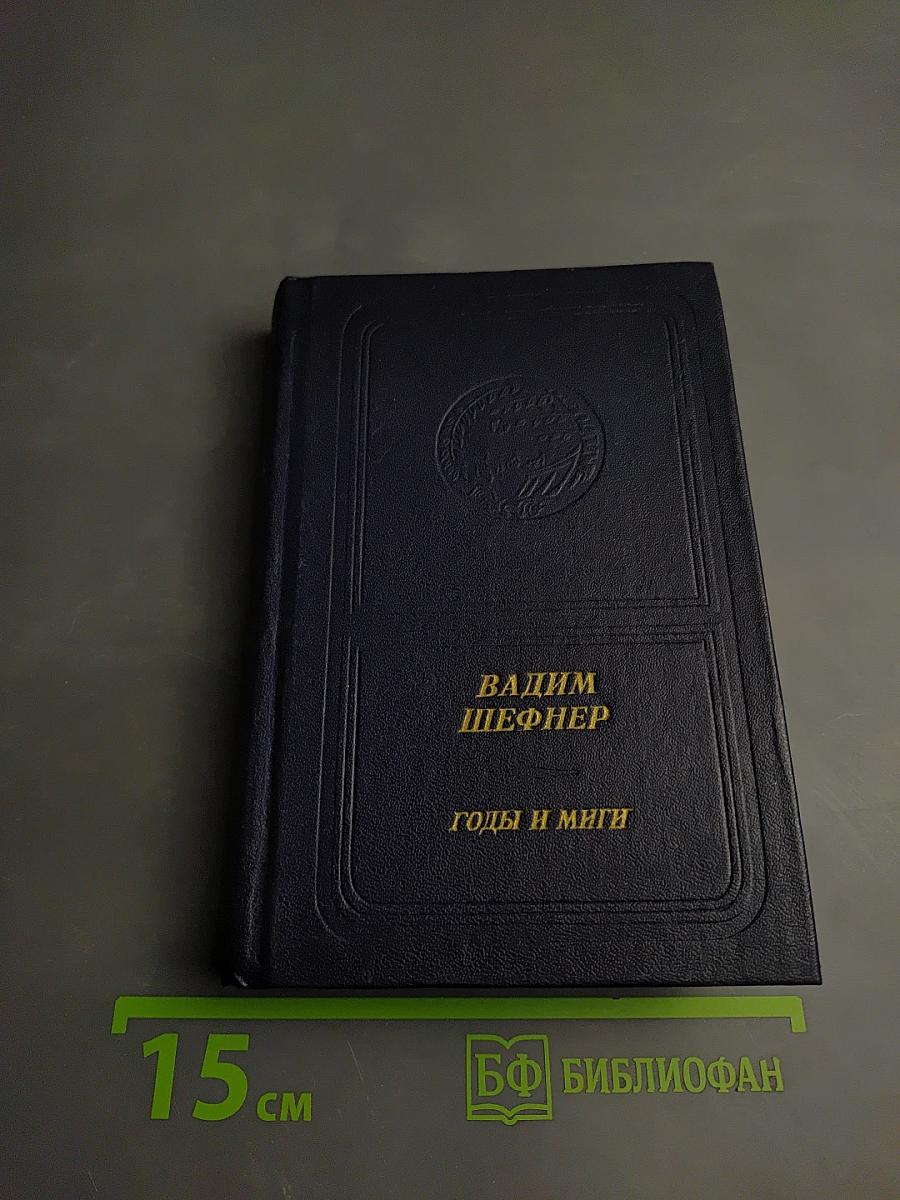 ВАДИМ
ШЕФНЕР
ГОДЫ И МИГИ
15 см
БФ БИБЛИОФАН